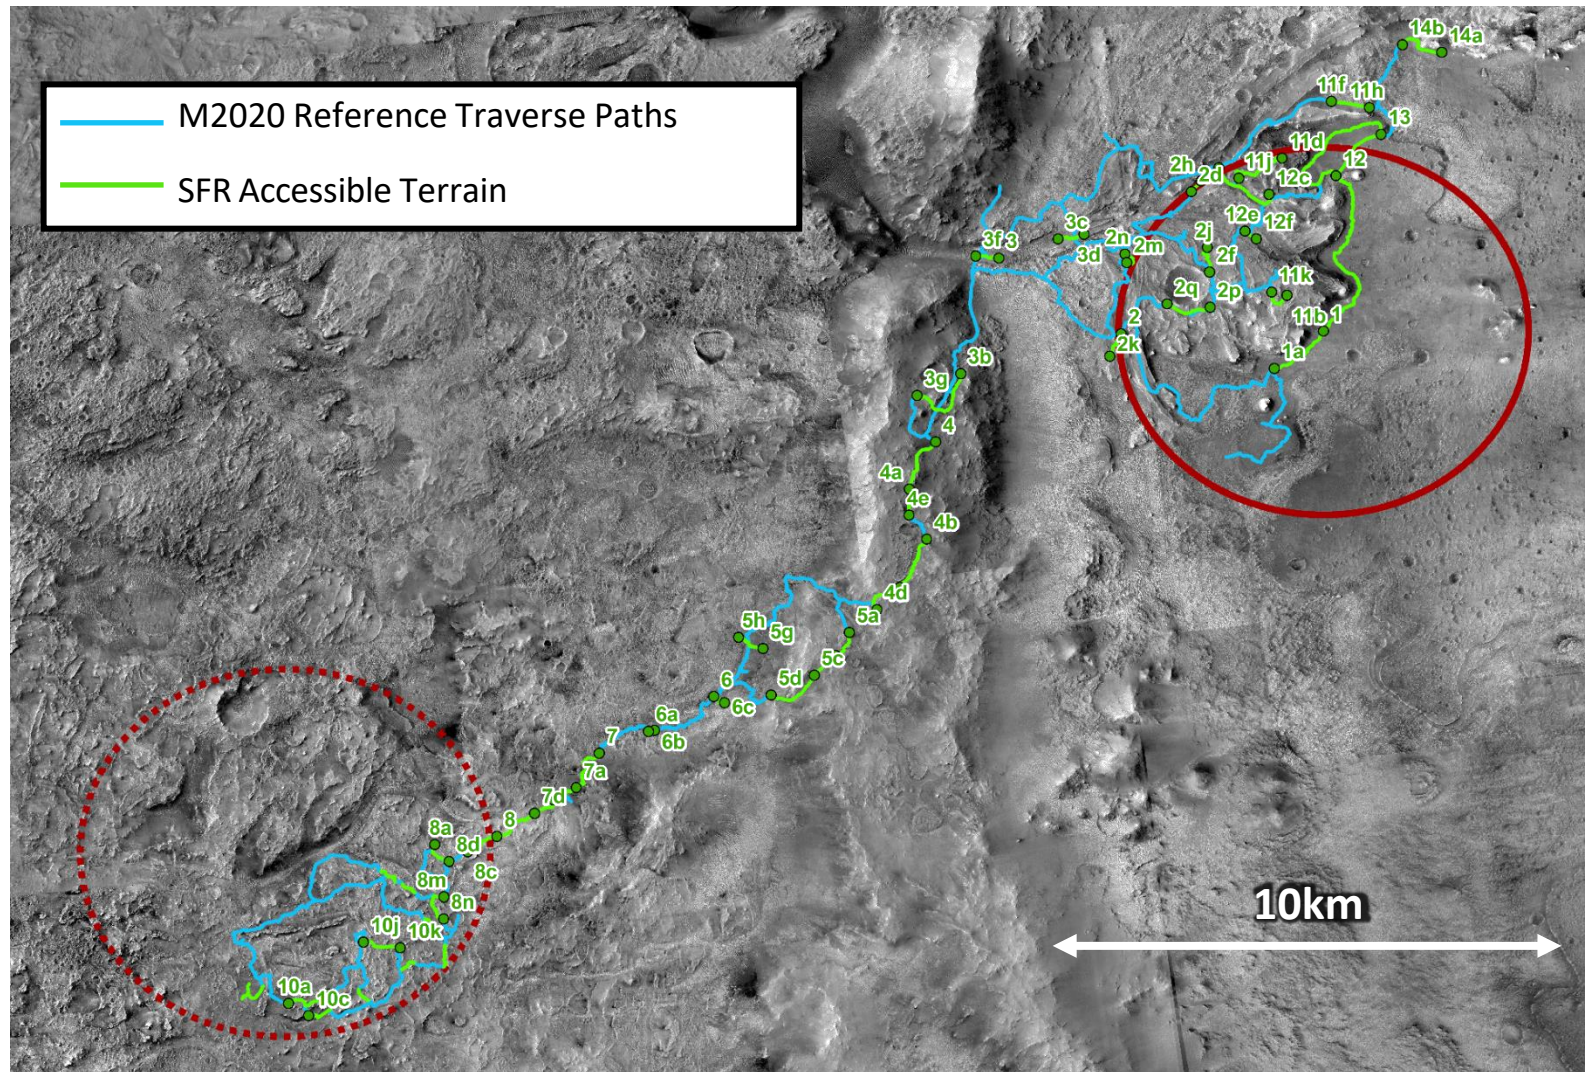 M2020 Reference Traverse Paths
SFR Accessible Terrain
14b 14a
11f 11h
13
11d
2h 11j 12
2d 12c
12e 12f
3c
3f 3 2n 2j
3d 2m 2f
11k
2q 2p
2 11b 1
2k 1a
3b
3g
4
4a
4e
4b
4d
5a
5h
5g
5c
6 5d
6c
6a
7 6b
7a
7d
8
8a
8d
8c
8m
8n
10km
10j 10k
10a
10c